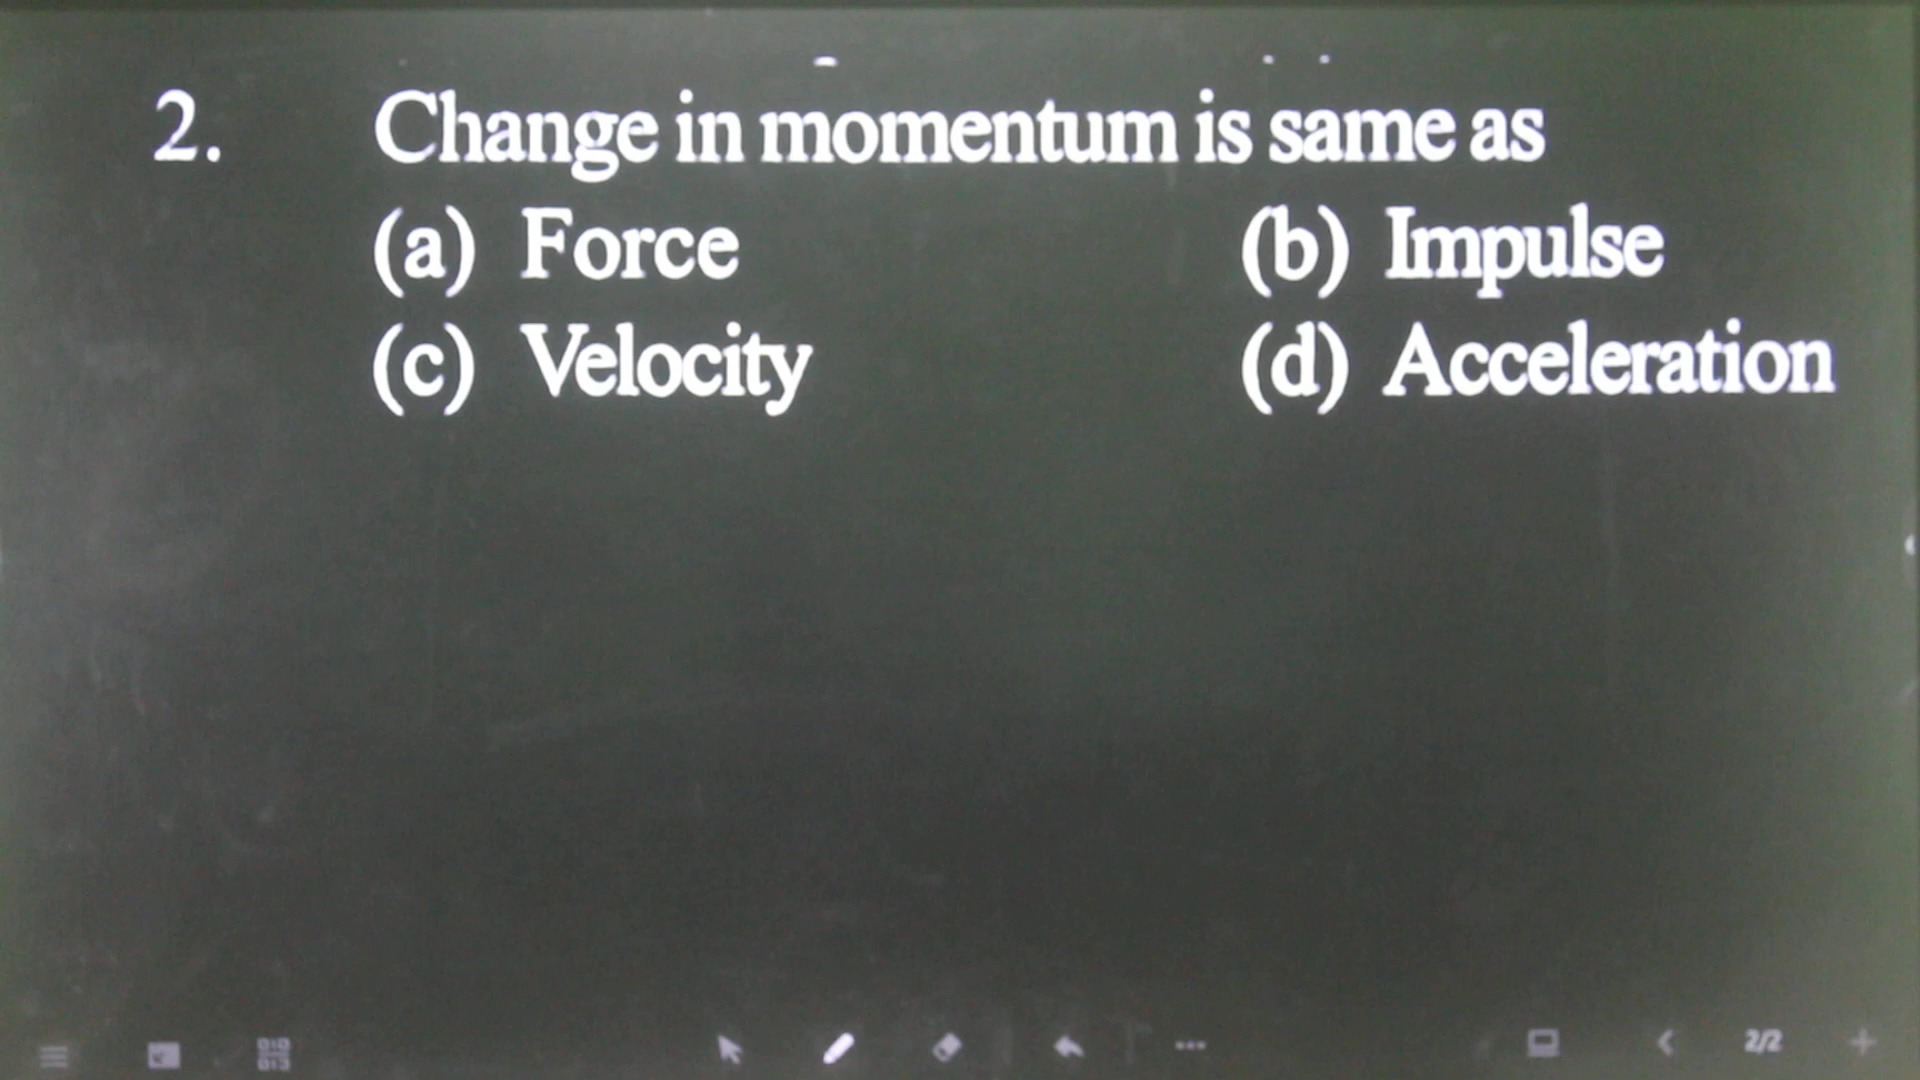 2. Change in momentum is same as
(a) Force (b) Impulse
(c) Velocity (d) Acceleration
2/2